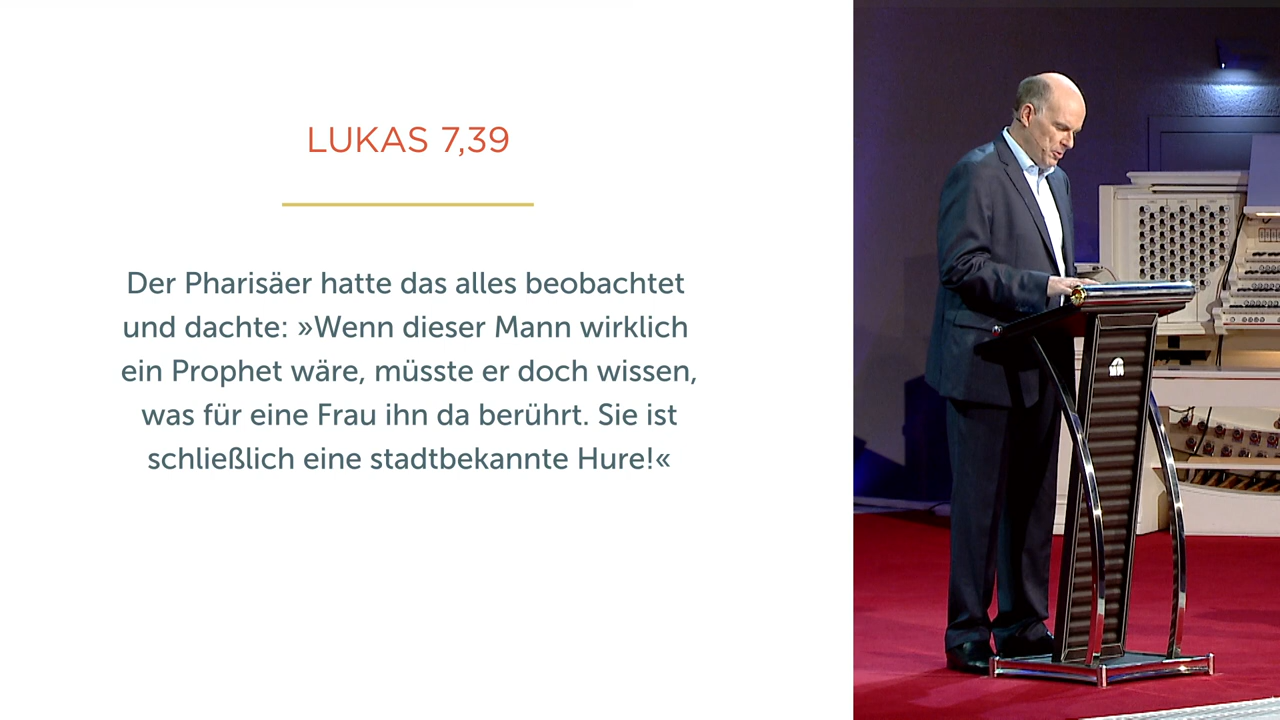 LUKAS 7,39
Der Pharisäer hatte das alles beobachtet
und dachte: »Wenn dieser Mann wirklich
ein Prophet wäre, müsste er doch wissen,
was für eine Frau ihn da berührt. Sie ist
schließlich eine stadtbekannte Hure!«